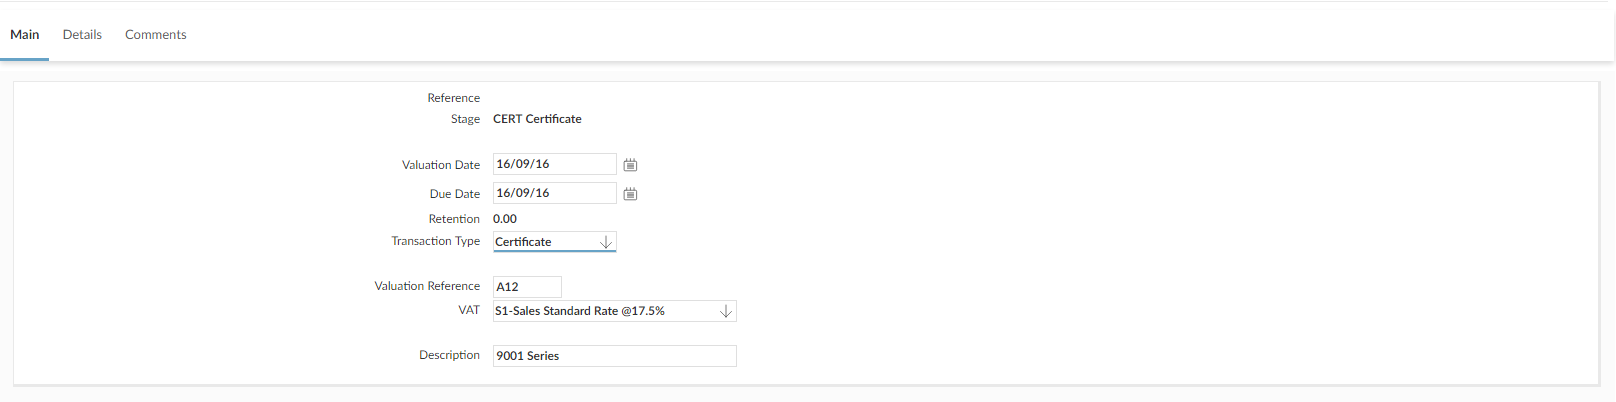 Main Details Comments
Reference
Stage CERT Certificate
Valuation Date 16/09/16
Due Date 16/09/16
Retention 0.00
Transaction Type Certificate
Valuation Reference A12
VAT S1-Sales Standard Rate @17.5%
Description 9001 Series